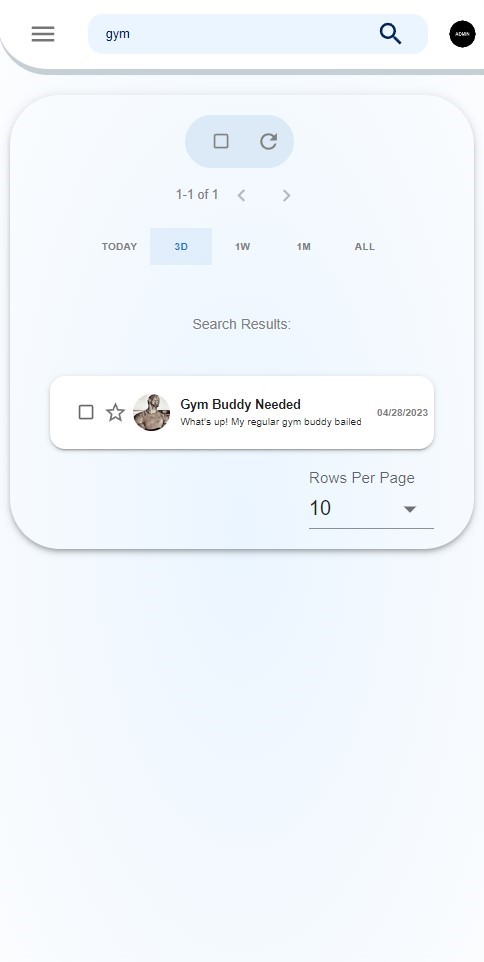 gym
ADMIN
1-1 of 1
TODAY 3D 1W 1M ALL
Search Results:
Gym Buddy Needed
What's up! My regular gym buddy bailed
04/28/2023
Rows Per Page
10